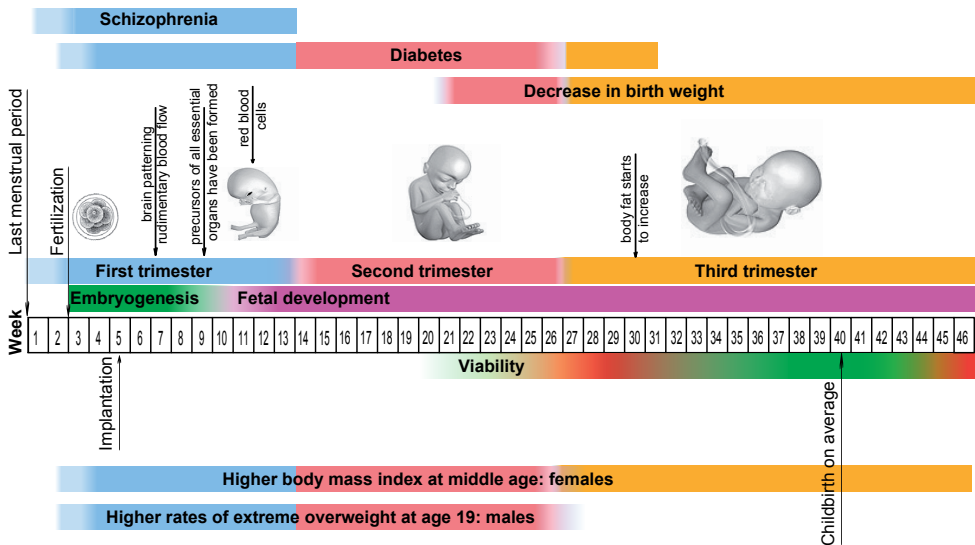 Schizophrenia
Diabetes
Decrease in birth weight
Last menstrual period
Fertilization
brain patterning
rudimentary blood flow
precursors of all essential
organs have been formed
red blood
cells
body fat starts
to increase
First trimester
Second trimester
Third trimester
Embryogenesis
Fetal development
Week
1 2 3 4 5 6 7 8 9 10 11 12 13 14 15 16 17 18 19 20 21 22 23 24 25 26 27 28 29 30 31 32 33 34 35 36 37 38 39 40 41 42 43 44 45 46
Viability
Implantation
Childbirth on average
Higher body mass index at middle age: females
Higher rates of extreme overweight at age 19: males